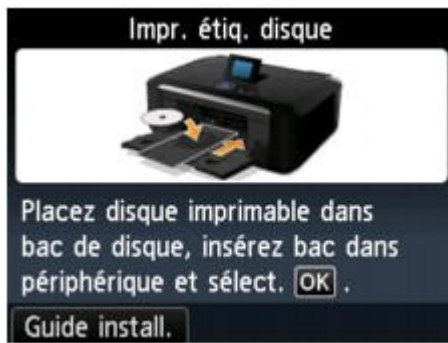 Impr. étiq. disque
Placez disque imprimable dans
bac de disque, insérez bac dans
périphérique et sélect. OK .
Guide install.